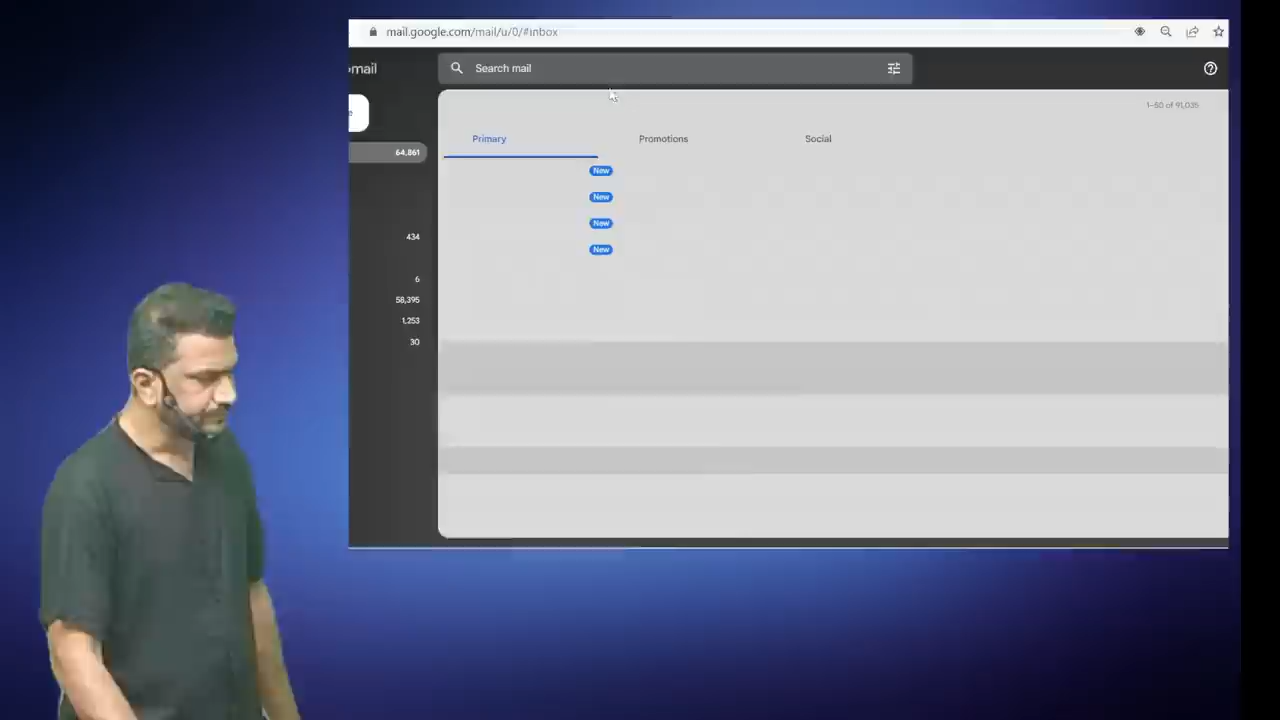 mail.google.com/mail/u/0/#inbox
mail
Search mail
e
1–50 of 91,035
Primary
Promotions
Social
64,861
New
New
New
434
New
6
58,395
1,253
30